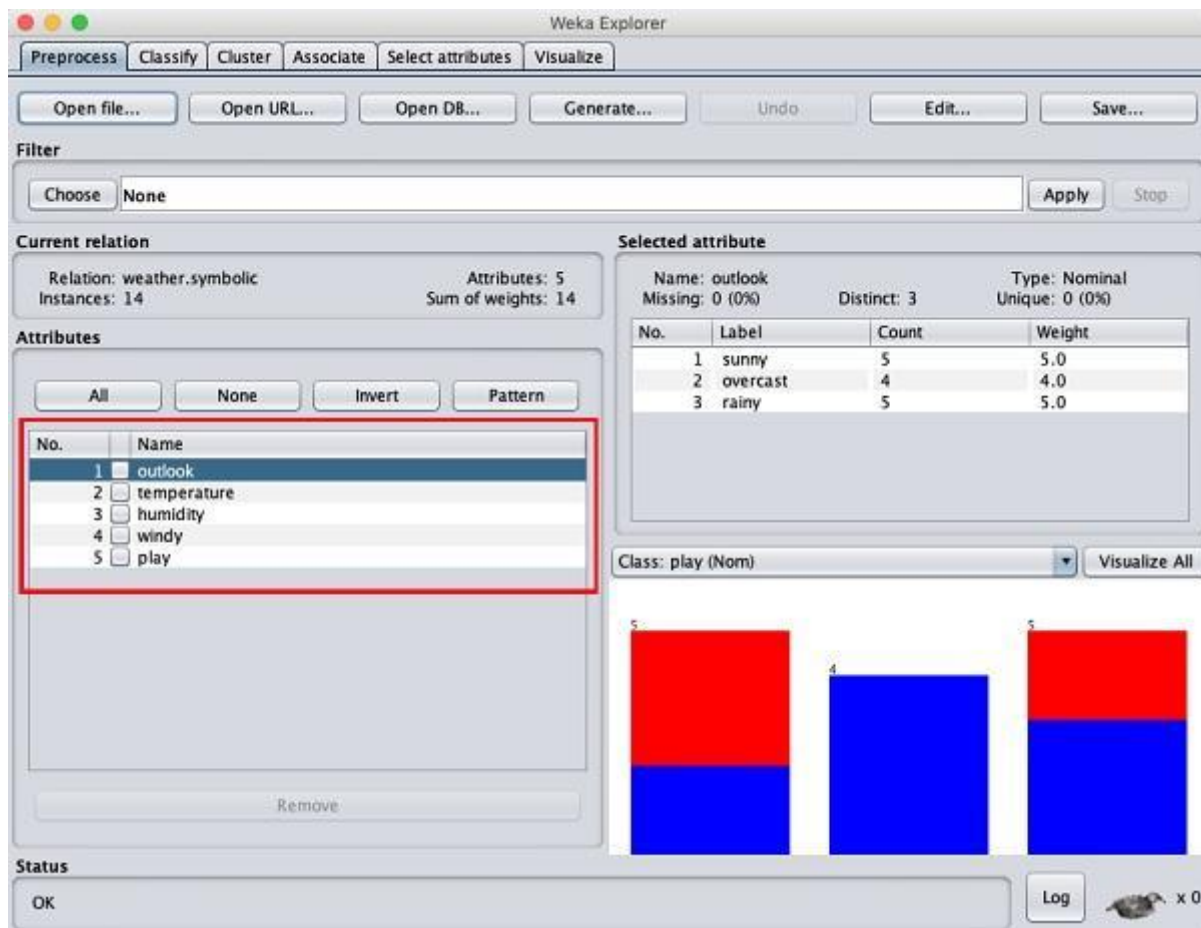 Weka Explorer
Preprocess Classify Cluster Associate Select attributes Visualize
Open file... Open URL... Open DB... Generate... Undo Edit... Save...
Filter
Choose None Apply Stop
Current relation
Relation: weather.symbolic Attributes: 5
Instances: 14 Sum of weights: 14
Attributes
All None Invert Pattern
No. Name
1 outlook
2 temperature
3 humidity
4 windy
5 play
Remove
Selected attribute
Name: outlook Type: Nominal
Missing: 0 (0%) Distinct: 3 Unique: 0 (0%)
No. Label Count Weight
1 sunny 5 5.0
2 overcast 4 4.0
3 rainy 5 5.0
Class: play (Nom) Visualize All
5 4 5
Status
OK Log x 0